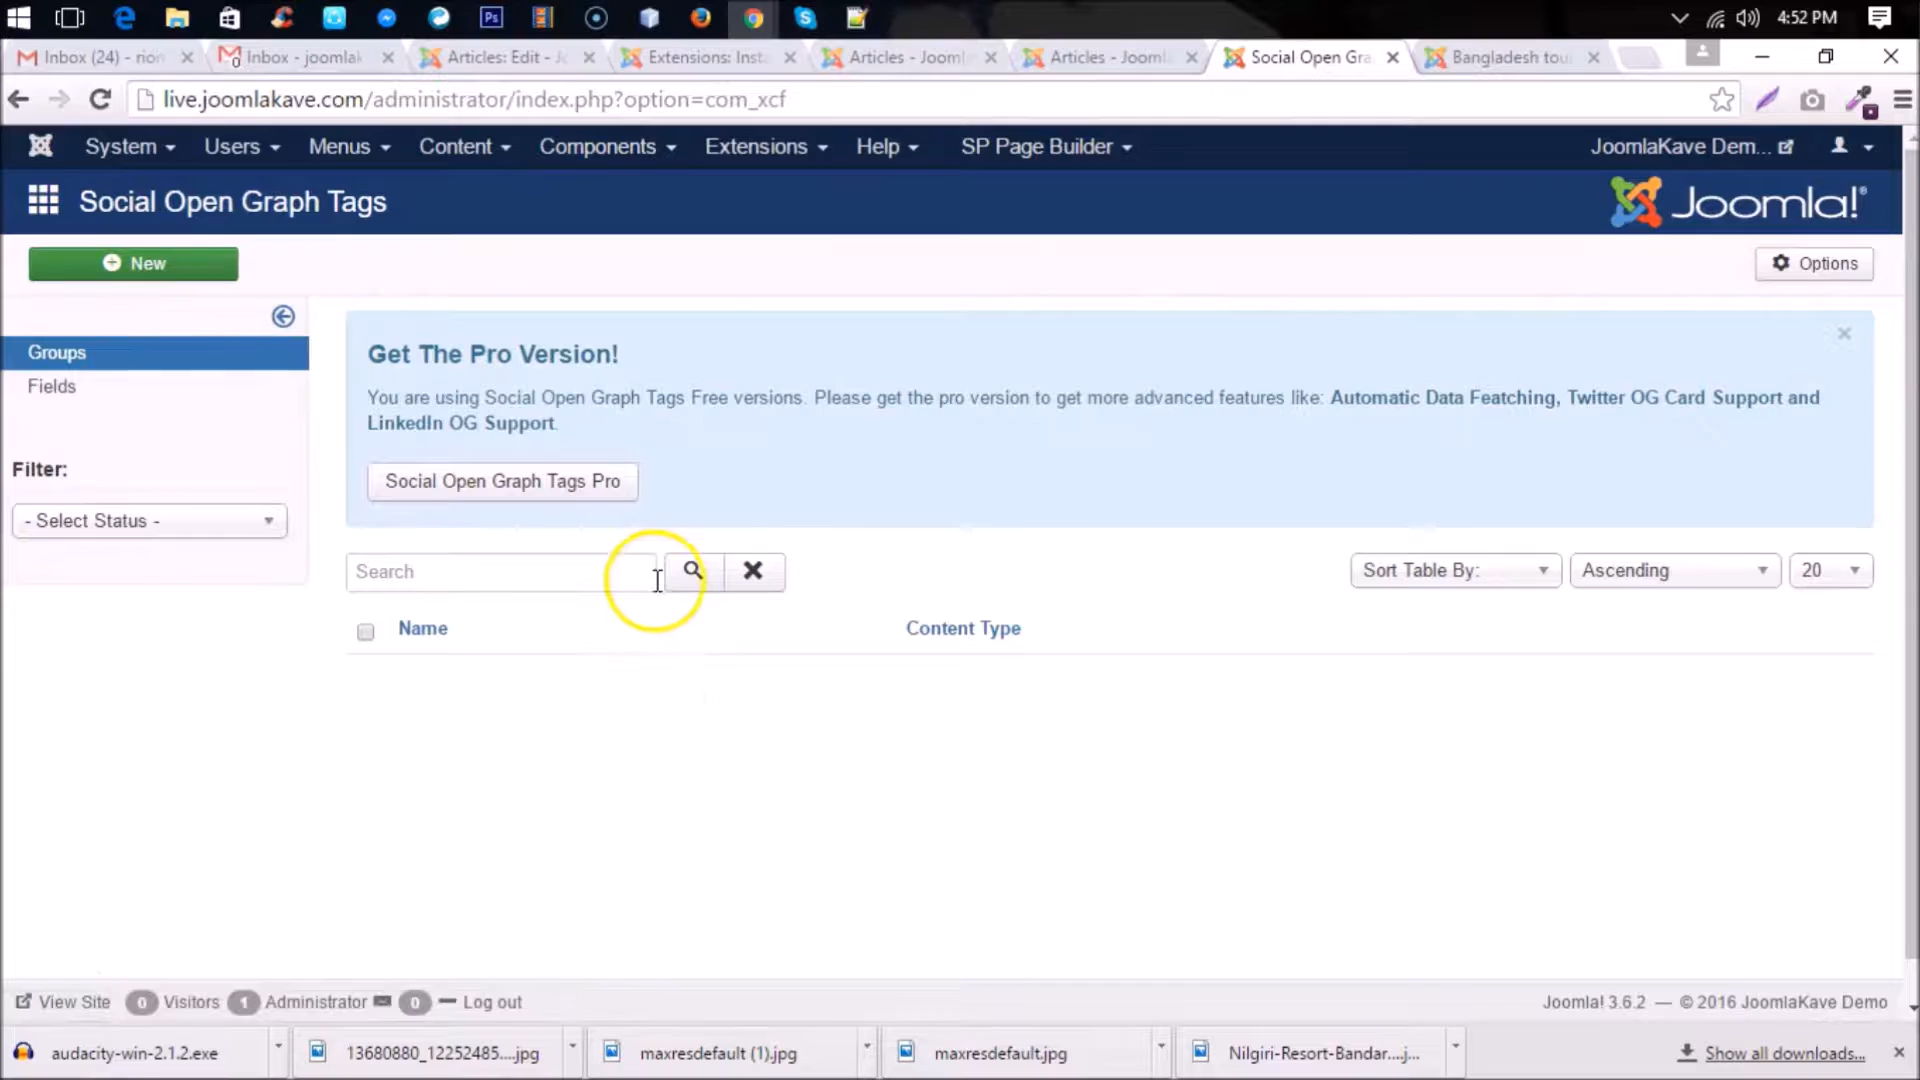 4:52 PM
Inbox (24) - rion
Inbox - joomlak
Articles: Edit - Jo
Extensions: Inst
Articles - Jooml
Articles - Jooml
Social Open Gra
Bangladesh tou
live.joomlakave.com/administrator/index.php?option=com_xcf
System Users Menus Content Components Extensions Help SP Page Builder JoomlaKave Dem...
Social Open Graph Tags
Joomla!®
New
Options
Groups
Fields
Filter:
- Select Status -
Get The Pro Version!
You are using Social Open Graph Tags Free versions. Please get the pro version to get more advanced features like: Automatic Data Featching, Twitter OG Card Support and
LinkedIn OG Support.
Social Open Graph Tags Pro
Search
Sort Table By: Ascending 20
Name Content Type
View Site 0 Visitors 1 Administrator 0 Log out
Joomla! 3.6.2 — © 2016 JoomlaKave Demo
audacity-win-2.1.2.exe
13680880_12252485....jpg
maxresdefault (1).jpg
maxresdefault.jpg
Nilgiri-Resort-Bandar....j...
Show all downloads...